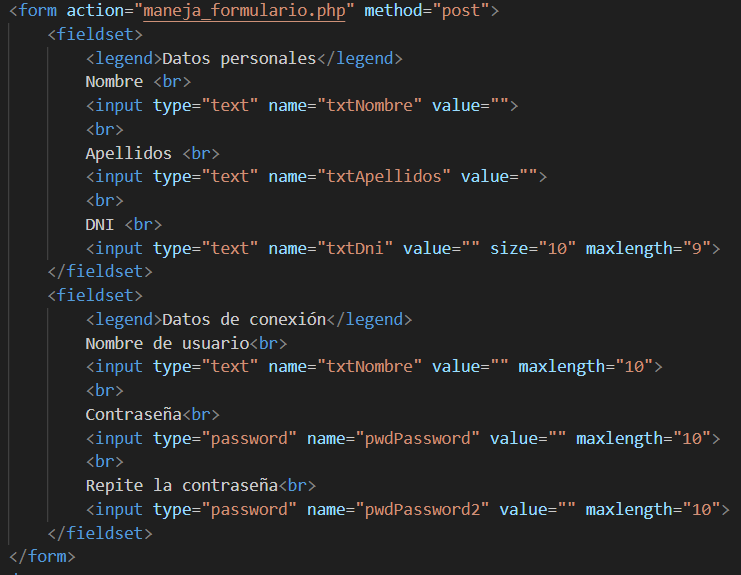 <form action="maneja_formulario.php" method="post">
<fieldset>
<legend>Datos personales</legend>
Nombre <br>
<input type="text" name="txtNombre" value="">
<br>
Apellidos <br>
<input type="text" name="txtApellidos" value="">
<br>
DNI <br>
<input type="text" name="txtDni" value="" size="10" maxlength="9">
</fieldset>
<fieldset>
<legend>Datos de conexión</legend>
Nombre de usuario<br>
<input type="text" name="txtNombre" value="" maxlength="10">
<br>
Contraseña<br>
<input type="password" name="pwdPassword" value="" maxlength="10">
<br>
Repite la contraseña<br>
<input type="password" name="pwdPassword2" value="" maxlength="10">
</fieldset>
</form>